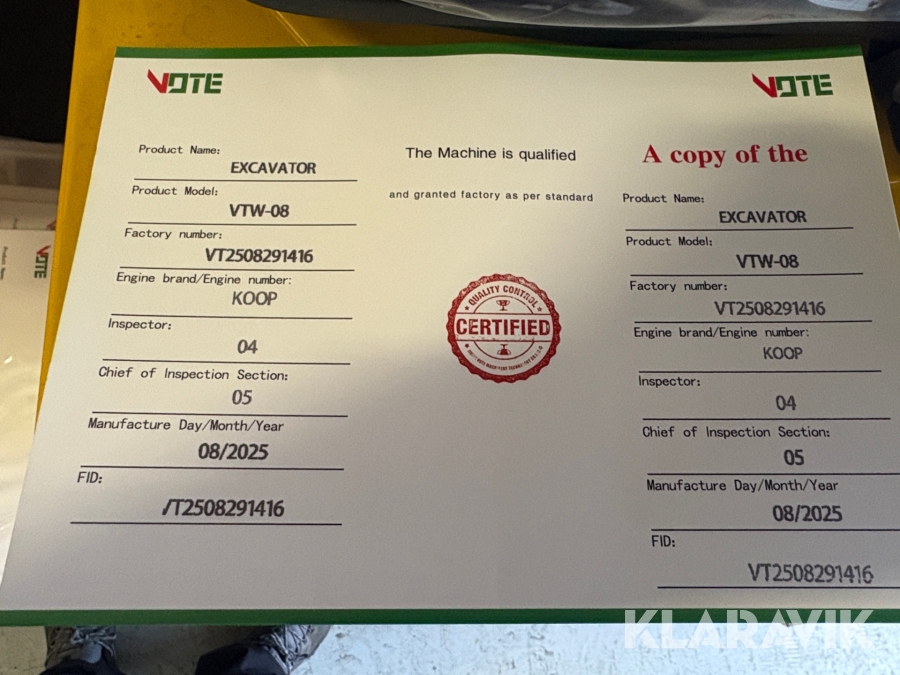 VOTE
Product Name:
EXCAVATOR
Product Model:
VTW-08
Factory number:
VT2508291416
Engine brand/Engine number:
KOOP
Inspector:
04
Chief of Inspection Section:
05
Manufacture Day/Month/Year
08/2025
FID:
VT2508291416
The Machine is qualified
and granted factory as per standard
QUALITY CONTROL
CERTIFIED
VOTE
A copy of the
Product Name:
EXCAVATOR
Product Model:
VTW-08
Factory number:
VT2508291416
Engine brand/Engine number:
KOOP
Inspector:
04
Chief of Inspection Section:
05
Manufacture Day/Month/Year
08/2025
FID:
VT2508291416
VOTE
KLARAVIK